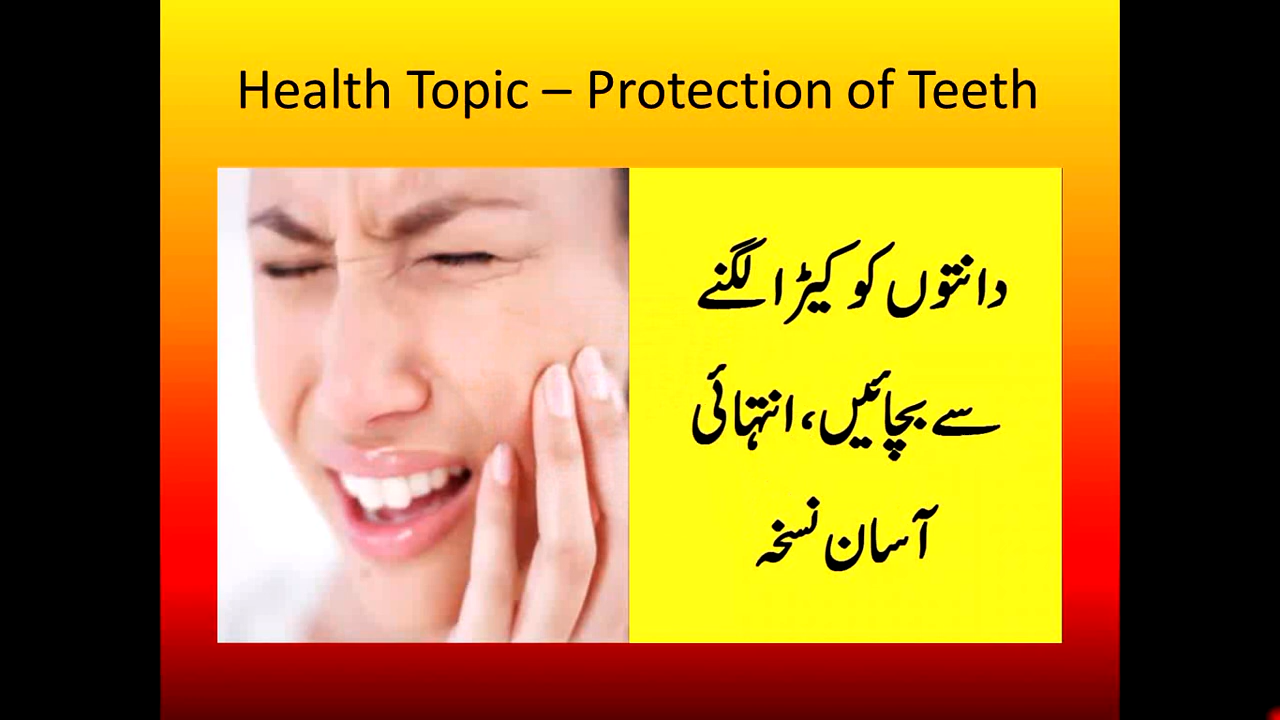 Health Topic – Protection of Teeth
دانتوں کو کیڑا لگنے
سے بچائیں، انتہائی
آسان نسخہ